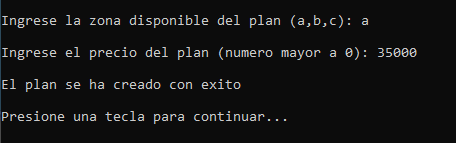 Ingrese la zona disponible del plan (a,b,c): a
Ingrese el precio del plan (numero mayor a 0): 35000
El plan se ha creado con exito
Presione una tecla para continuar...